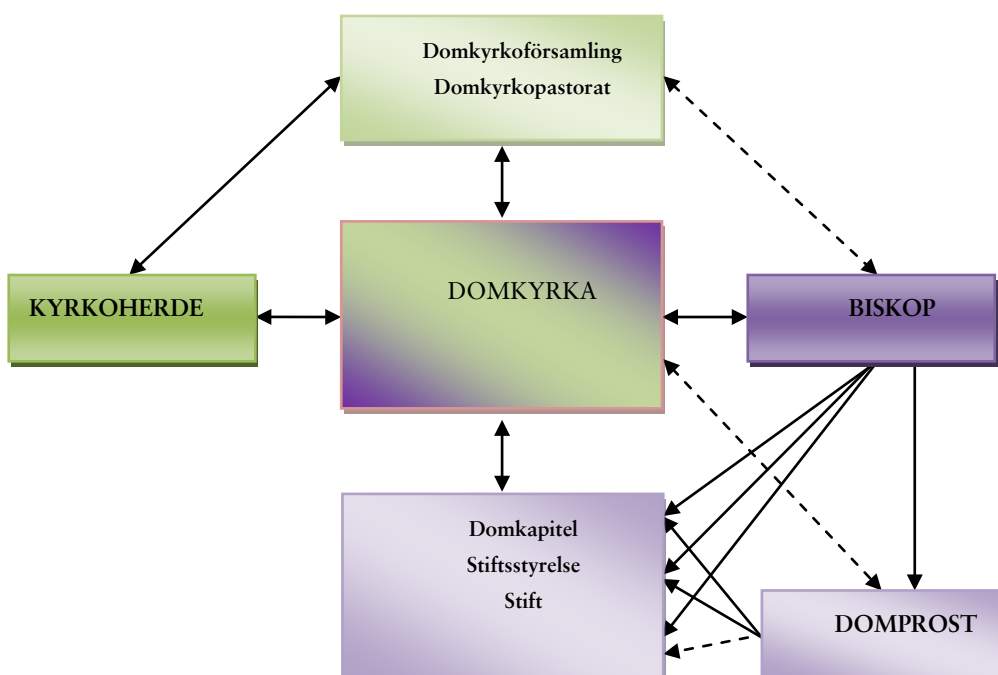 Domkyrkoförsamling
Domkyrkopastorat
KYRKOHERDE
DOMKYRKA
BISKOP
Domkapitel
Stiftsstyrelse
Stift
DOMPROST